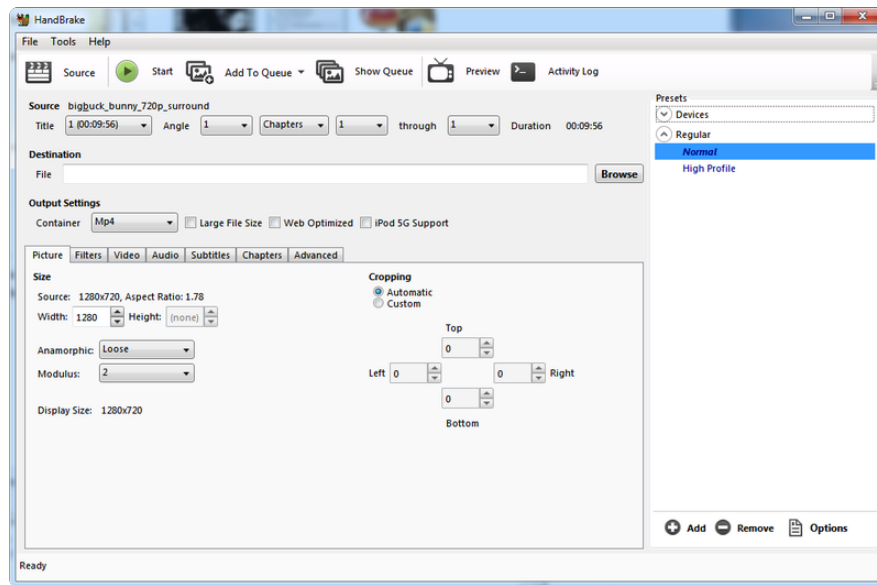 HandBrake
File Tools Help
Source Start Add To Queue Show Queue Preview Activity Log
Source bigbuck_bunny_720p_surround
Title 1 (00:09:56) Angle 1 Chapters 1 through 1 Duration 00:09:56
Destination
File Browse
Output Settings
Container Mp4 Large File Size Web Optimized iPod 5G Support
Picture Filters Video Audio Subtitles Chapters Advanced
Size
Source: 1280x720, Aspect Ratio: 1.78
Width: 1280 Height: (none)
Anamorphic: Loose
Modulus: 2
Display Size: 1280x720
Cropping
Automatic
Custom
Top
0
Left 0 0 Right
0
Bottom
Presets
Devices
Regular
Normal
High Profile
Add Remove Options
Ready